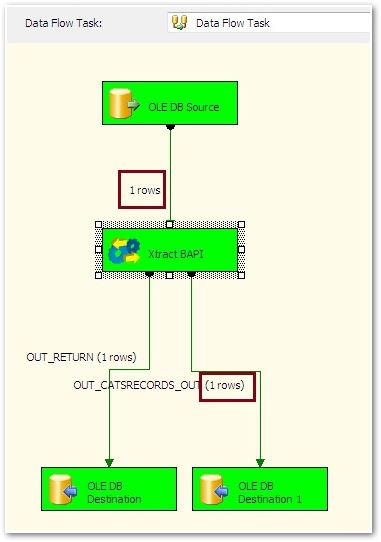 Data Flow Task:
Data Flow Task
OLE DB Source
1 rows
Xtract BAPI
OUT_RETURN (1 rows)
OUT_CATSRECORDS_OUT (1 rows)
OLE DB
Destination
OLE DB
Destination 1